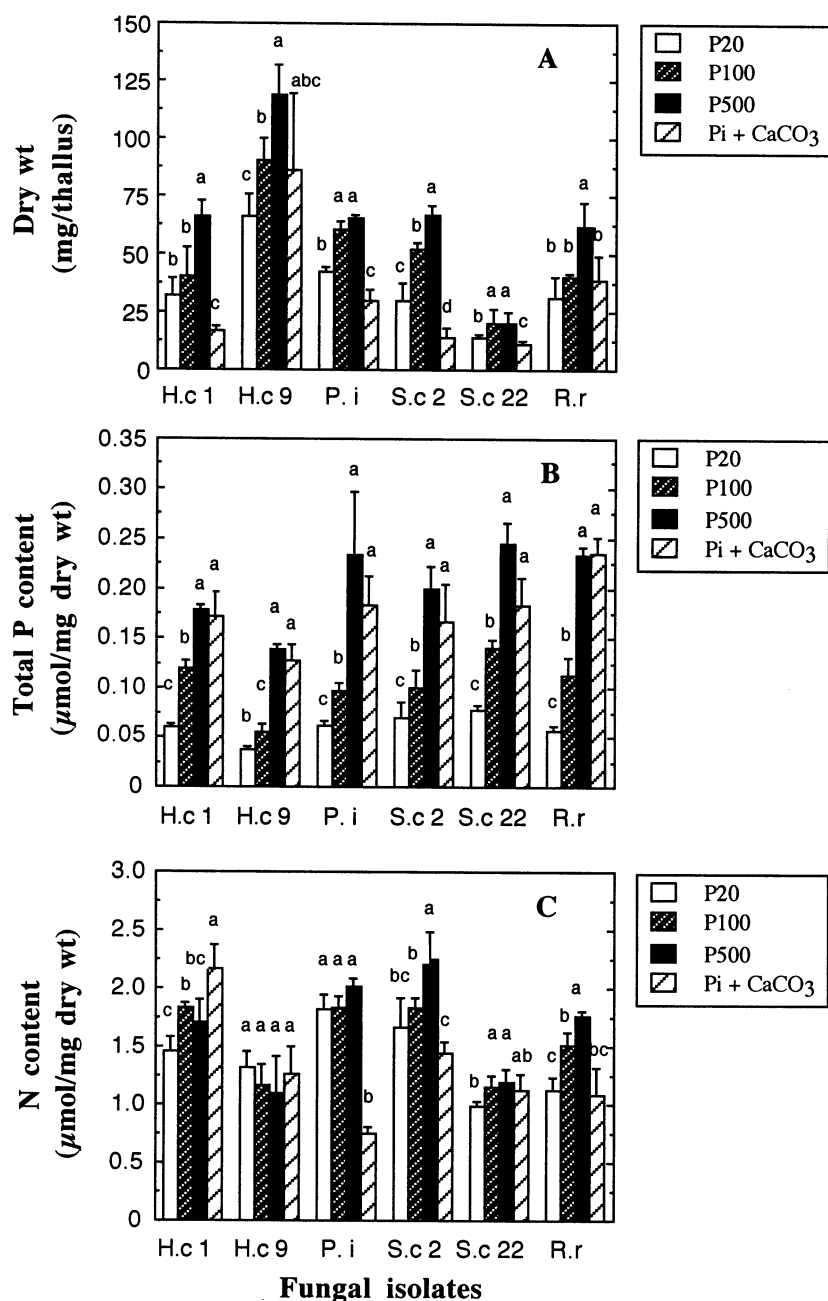 150
125
100
75
50
25
0
Dry wt
(mg/thallus)
A
b b a c
c b a abc
b a a c
c b a d
b a a c
b b a b
H.c 1 H.c 9 P. i S.c 2 S.c 22 R.r
P20
P100
P500
Pi + CaCO3
0.35
0.30
0.25
0.20
0.15
0.10
0.05
0
Total P content
(µmol/mg dry wt)
B
c b a a
b c a a
c b a a
c b a a
c b a a
c b a a
H.c 1 H.c 9 P. i S.c 2 S.c 22 R.r
P20
P100
P500
Pi + CaCO3
3.0
2.5
2.0
1.5
1.0
0.5
0
N content
(µmol/mg dry wt)
C
c b bc a
a a a a
a a a b
bc b a c
b a a ab
c b a bc
H.c 1 H.c 9 P. i S.c 2 S.c 22 R.r
P20
P100
P500
Pi + CaCO3
Fungal isolates